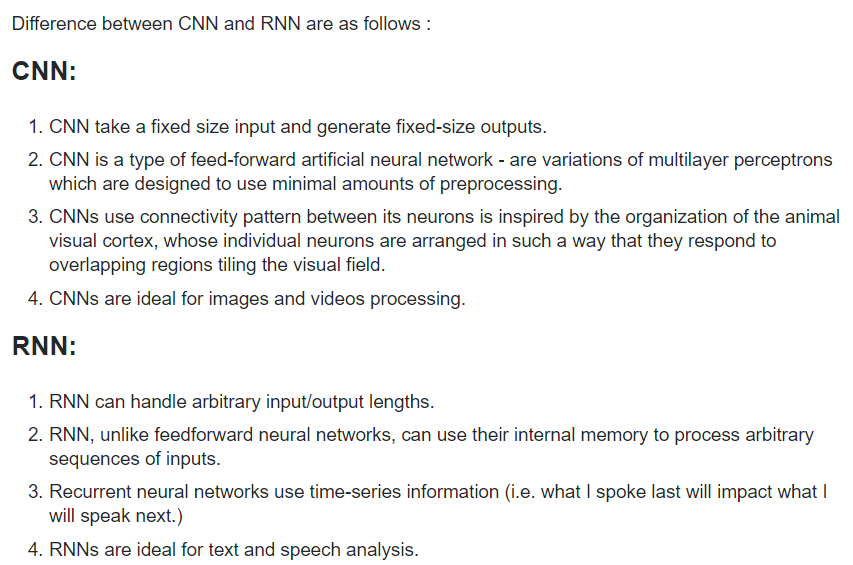 Difference between CNN and RNN are as follows :
CNN:
1. CNN take a fixed size input and generate fixed-size outputs.
2. CNN is a type of feed-forward artificial neural network - are variations of multilayer perceptrons
which are designed to use minimal amounts of preprocessing.
3. CNNs use connectivity pattern between its neurons is inspired by the organization of the animal
visual cortex, whose individual neurons are arranged in such a way that they respond to
overlapping regions tiling the visual field.
4. CNNs are ideal for images and videos processing.
RNN:
1. RNN can handle arbitrary input/output lengths.
2. RNN, unlike feedforward neural networks, can use their internal memory to process arbitrary
sequences of inputs.
3. Recurrent neural networks use time-series information (i.e. what I spoke last will impact what I
will speak next.)
4. RNNs are ideal for text and speech analysis.